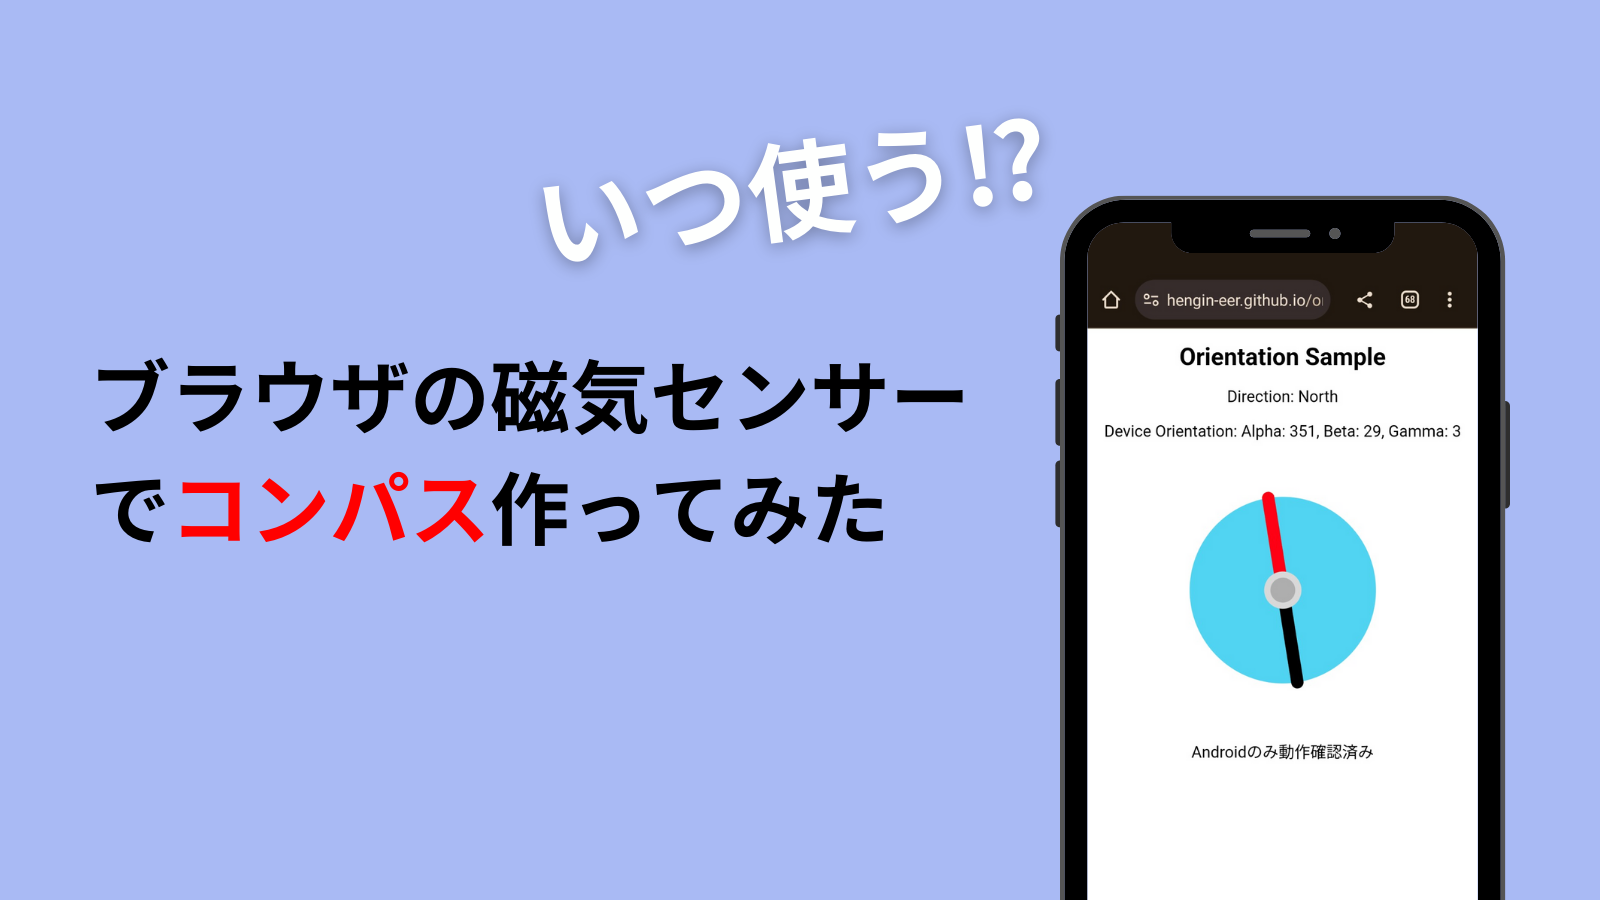 いつ使う⁉
ブラウザの磁気センサー
でコンパス作ってみた
hengin-eer.github.io/o
68
Orientation Sample
Direction: North
Device Orientation: Alpha: 351, Beta: 29, Gamma: 3
Androidのみ動作確認済み